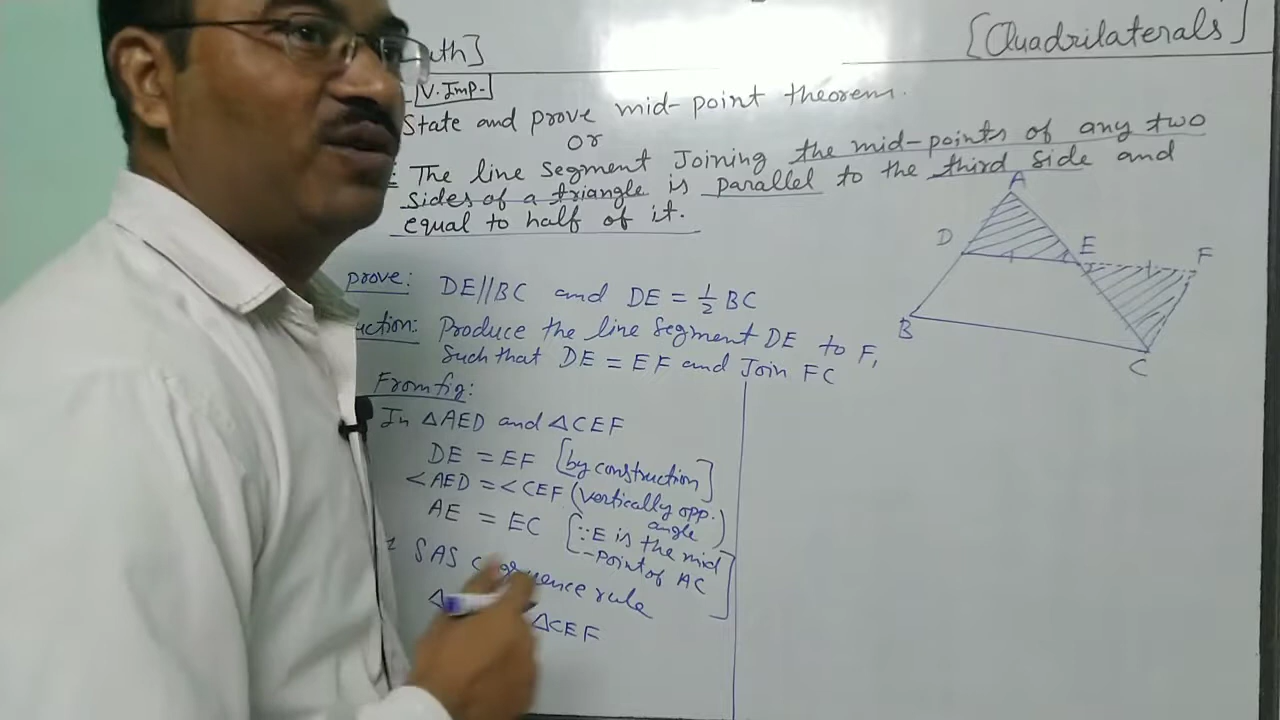 [Quadrilaterals]
V. Imp-
State and prove mid-point theorem.
or
: The line segment Joining the mid-points of any two
sides of a triangle is parallel to the third side and
equal to half of it.
A
D
E
F
B
C
prove: DE||BC and DE = 1/2 BC
uction: Produce the line segment DE to F,
Such that DE = EF and Join FC
From fig:
In △AED and △CEF
DE = EF [by construction]
<AED = <CEF (vertically opp. angle)
AE = EC [∵ E is the mid
-point of AC]
SAS rule
△ △CEF